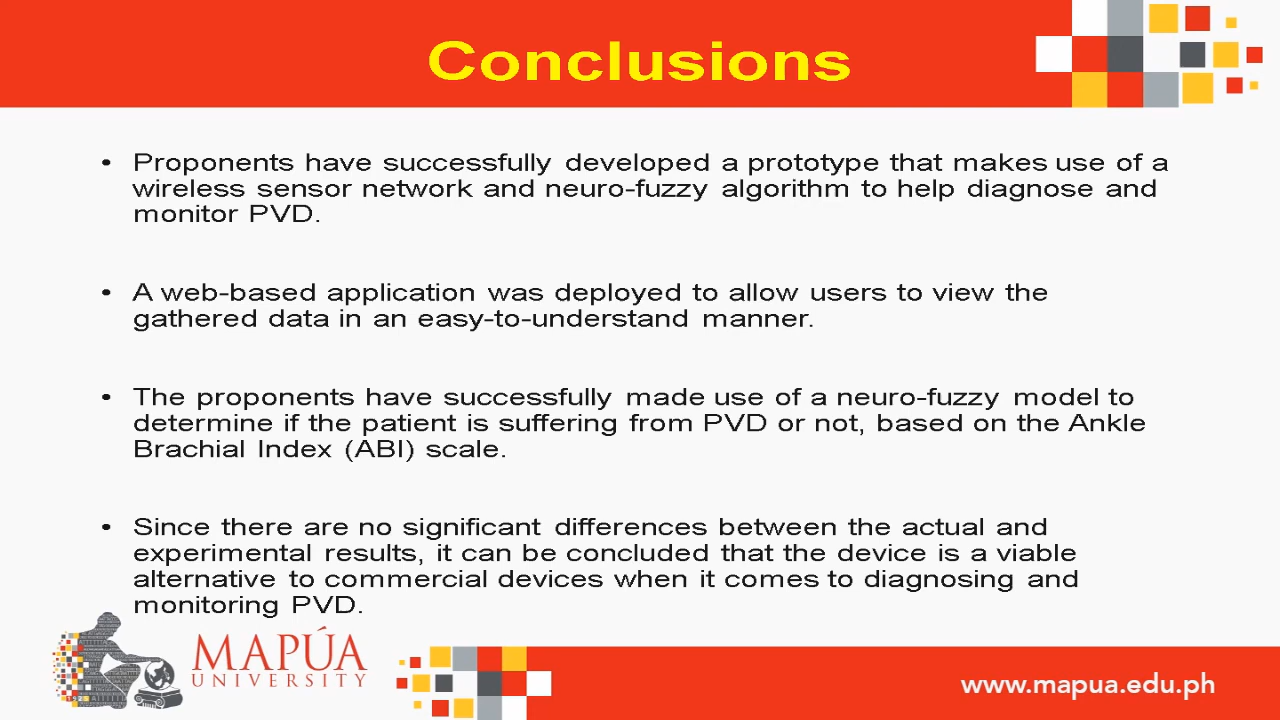 Conclusions
• Proponents have successfully developed a prototype that makes use of a
wireless sensor network and neuro-fuzzy algorithm to help diagnose and
monitor PVD.
• A web-based application was deployed to allow users to view the
gathered data in an easy-to-understand manner.
• The proponents have successfully made use of a neuro-fuzzy model to
determine if the patient is suffering from PVD or not, based on the Ankle
Brachial Index (ABI) scale.
• Since there are no significant differences between the actual and
experimental results, it can be concluded that the device is a viable
alternative to commercial devices when it comes to diagnosing and
monitoring PVD.
MAPÚA
UNIVERSITY
www.mapua.edu.ph